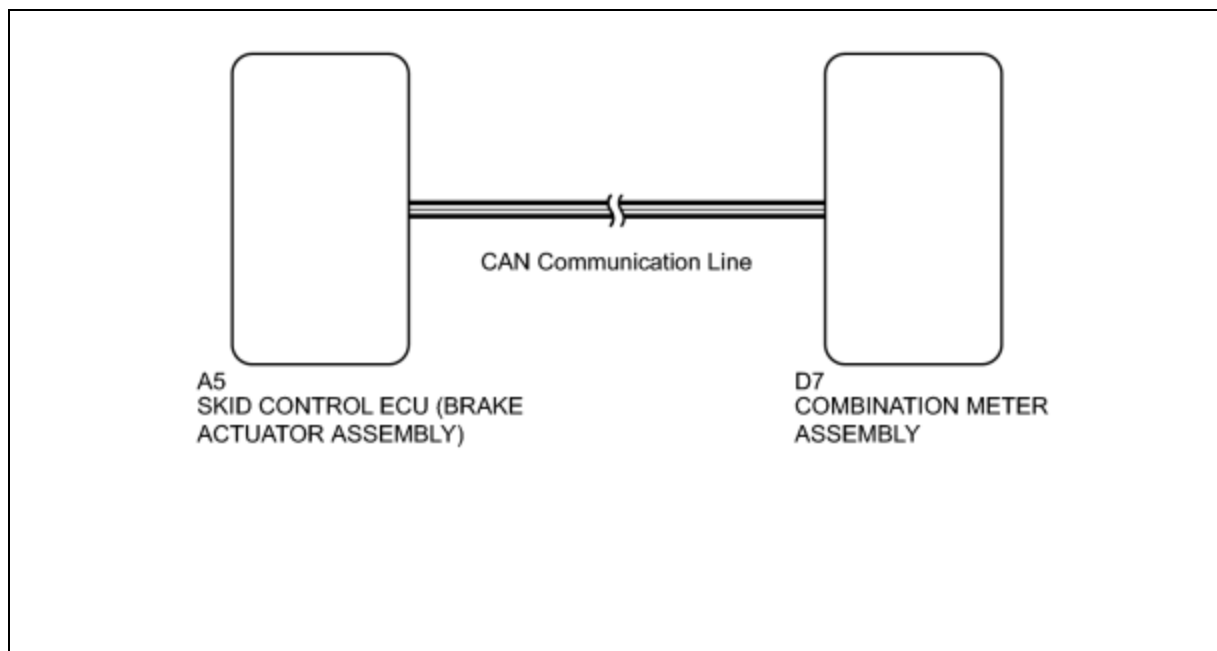 CAN Communication Line
A5
SKID CONTROL ECU (BRAKE
ACTUATOR ASSEMBLY)
D7
COMBINATION METER
ASSEMBLY